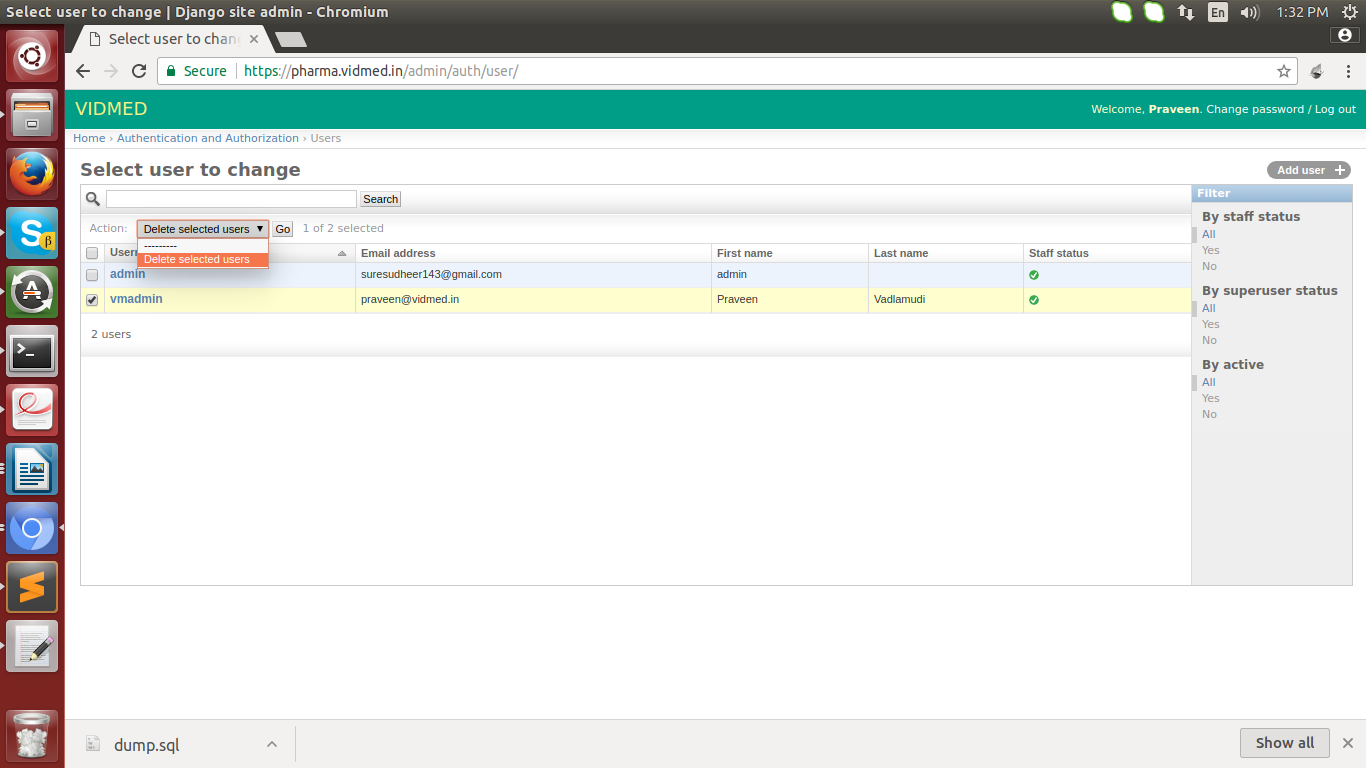 Select user to change | Django site admin - Chromium
En
1:32 PM
Select user to chan
Secure
https://pharma.vidmed.in/admin/auth/user/
VIDMED
Welcome, Praveen. Change password / Log out
Home › Authentication and Authorization › Users
Select user to change
Add user +
Search
Filter
Action: Delete selected users ▼ Go 1 of 2 selected
---------
Delete selected users
Email address First name Last name Staff status
admin suresudheer143@gmail.com admin
vmadmin praveen@vidmed.in Praveen Vadlamudi
2 users
By staff status
All
Yes
No
By superuser status
All
Yes
No
By active
All
Yes
No
dump.sql
Show all